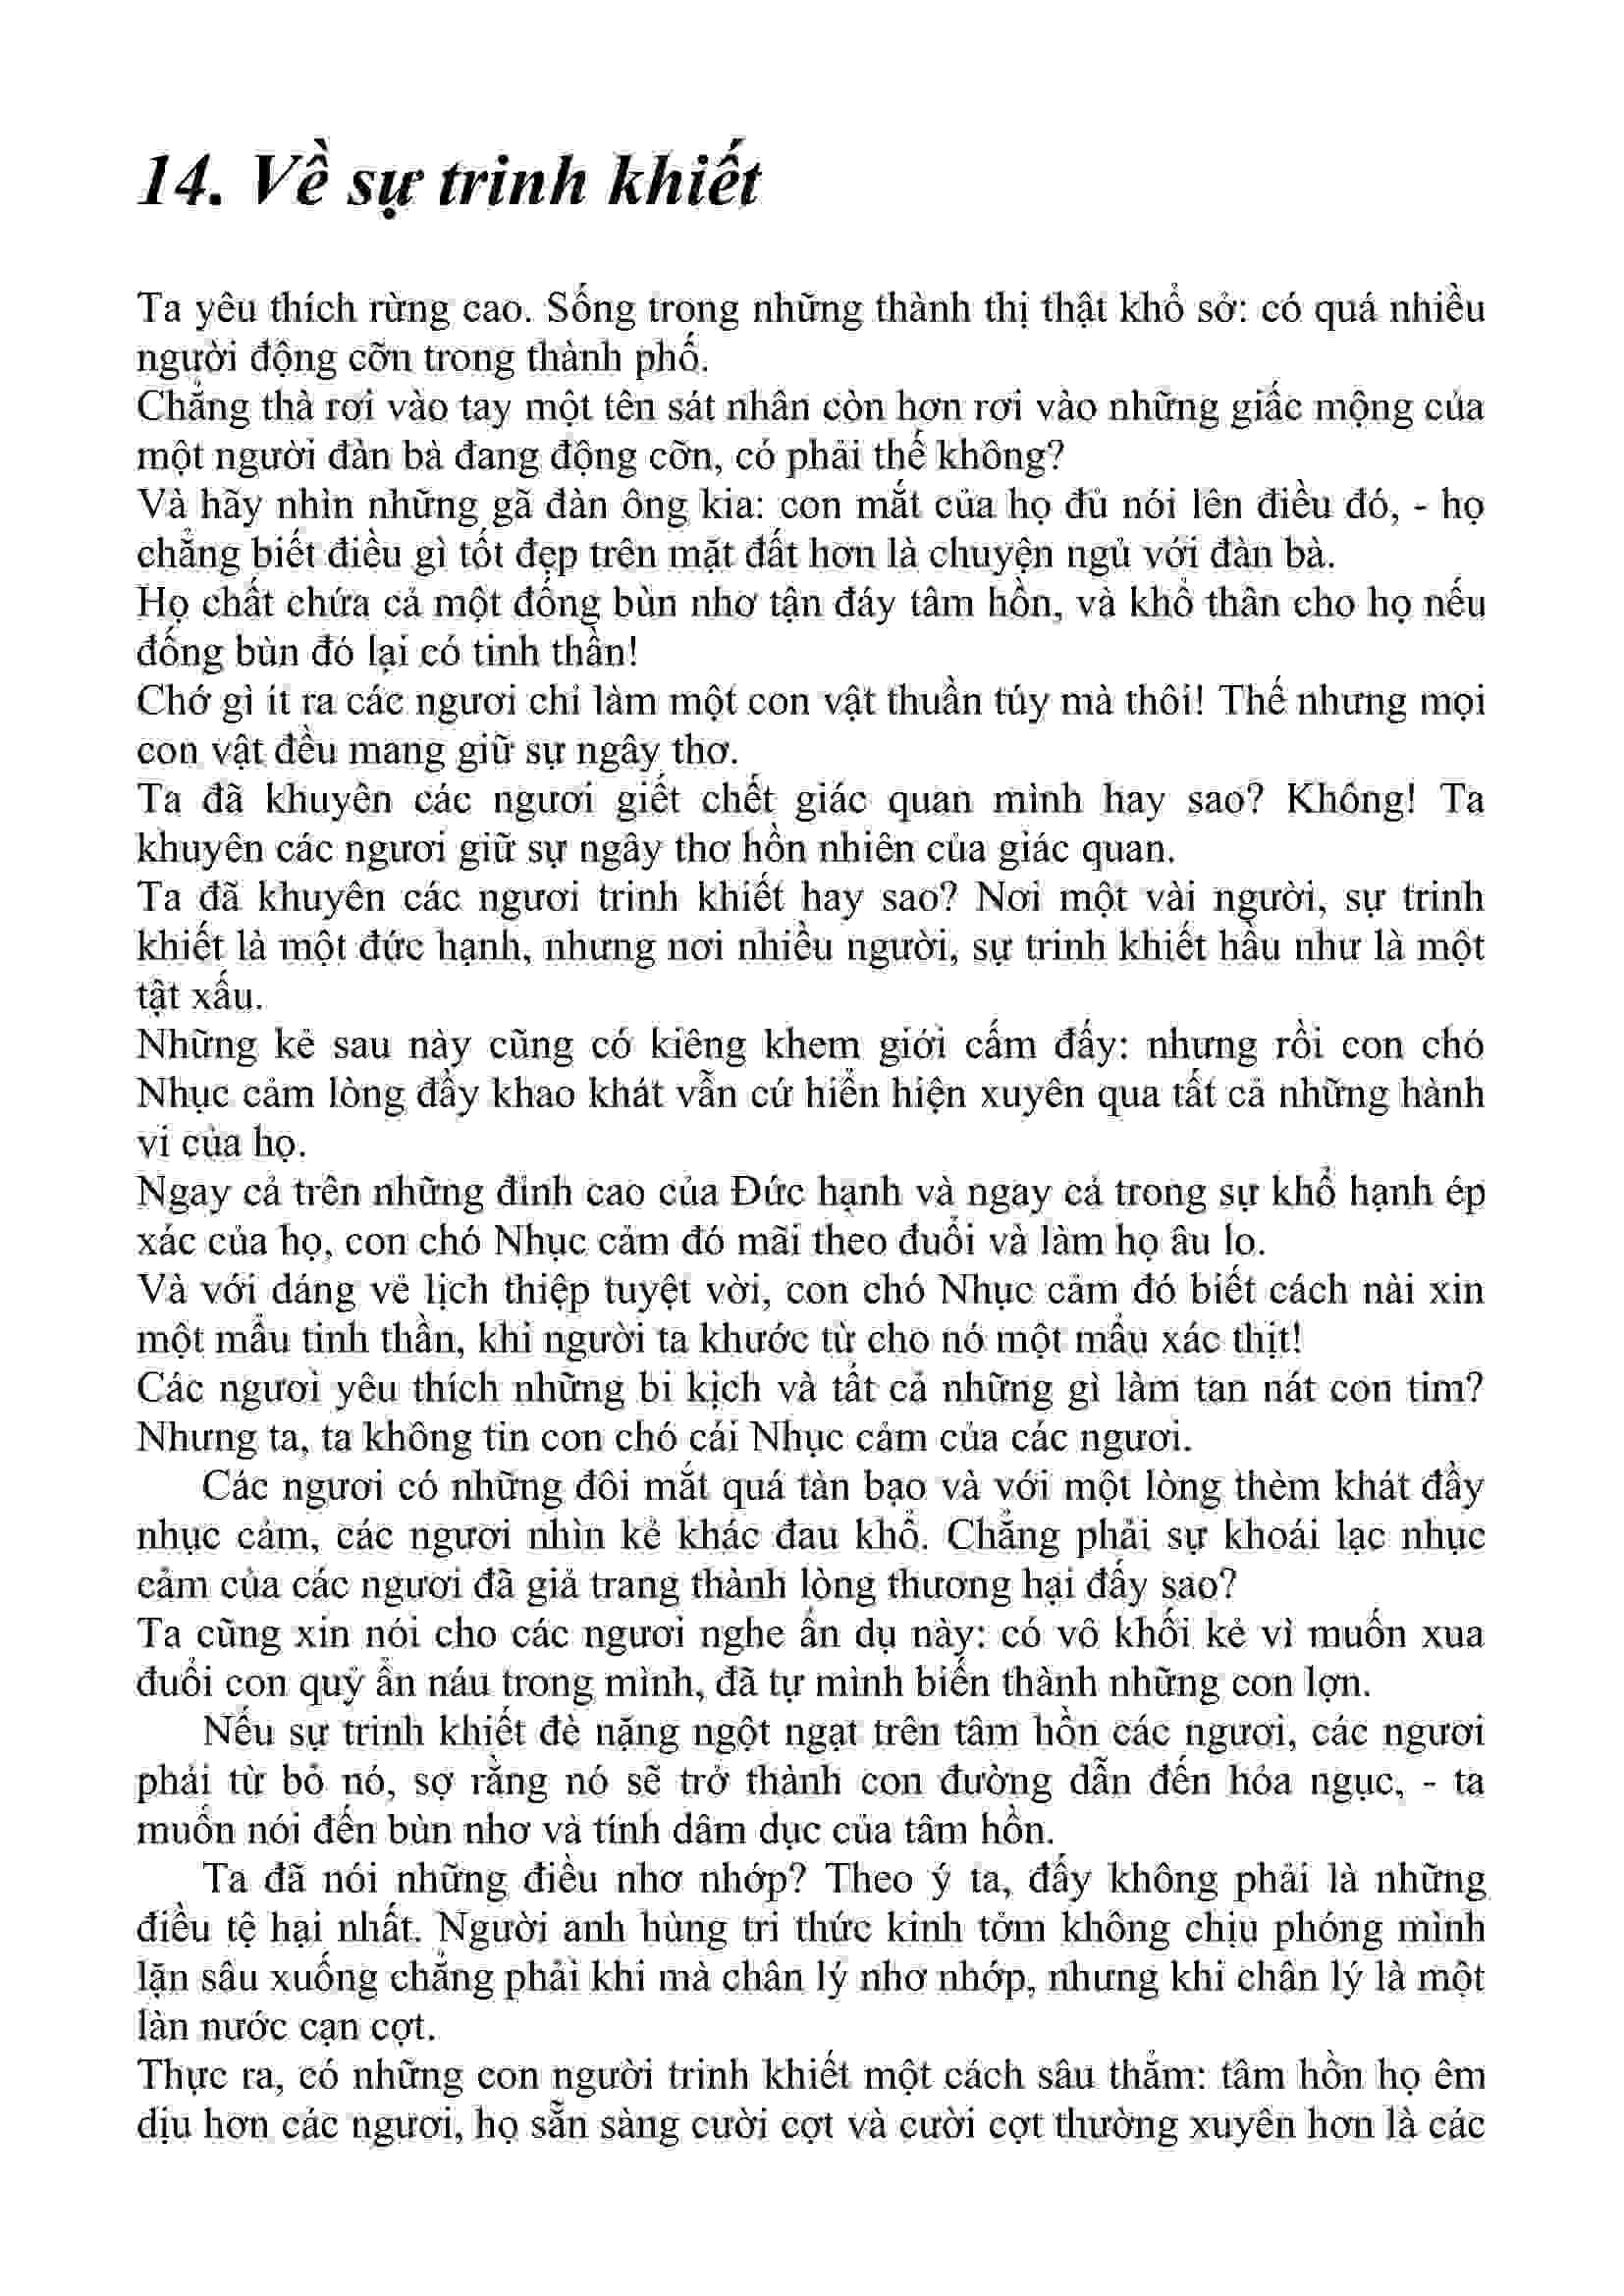 14. Về sự trinh khiết
Ta yêu thích rừng cao. Sống trong những thành thị thật khổ sở: có quá nhiều
người động cỡn trong thành phố.
Chẳng thà rơi vào tay một tên sát nhân còn hơn rơi vào những giấc mộng của
một người đàn bà đang động cỡn, có phải thế không?
Và hãy nhìn những gã đàn ông kia: con mắt của họ đủ nói lên điều đó, - họ
chẳng biết điều gì tốt đẹp trên mặt đất hơn là chuyện ngủ với đàn bà.
Họ chất chứa cả một đống bùn nhơ tận đáy tâm hồn, và khổ thân cho họ nếu
đống bùn đó lại có tinh thần!
Chớ gì ít ra các ngươi chỉ làm một con vật thuần túy mà thôi! Thế nhưng mọi
con vật đều mang giữ sự ngây thơ.
Ta đã khuyên các ngươi giết chết giác quan mình hay sao? Không! Ta
khuyên các ngươi giữ sự ngây thơ hồn nhiên của giác quan.
Ta đã khuyên các ngươi trinh khiết hay sao? Nơi một vài người, sự trinh
khiết là một đức hạnh, nhưng nơi nhiều người, sự trinh khiết hầu như là một
tật xấu.
Những kẻ sau này cũng có kiêng khem giới cấm đấy: nhưng rồi con chó
Nhục cảm lòng đầy khao khát vẫn cứ hiển hiện xuyên qua tất cả những hành
vi của họ.
Ngay cả trên những đỉnh cao của Đức hạnh và ngay cả trong sự khổ hạnh ép
xác của họ, con chó Nhục cảm đó mãi theo đuổi và làm họ âu lo.
Và với dáng vẻ lịch thiệp tuyệt vời, con chó Nhục cảm đó biết cách nài xin
một mẩu tinh thần, khi người ta khước từ cho nó một mẩu xác thịt!
Các ngươi yêu thích những bi kịch và tất cả những gì làm tan nát con tim?
Nhưng ta, ta không tin con chó cái Nhục cảm của các ngươi.
Các ngươi có những đôi mắt quá tàn bạo và với một lòng thèm khát đầy
nhục cảm, các ngươi nhìn kẻ khác đau khổ. Chẳng phải sự khoái lạc nhục
cảm của các ngươi đã giả trang thành lòng thương hại đấy sao?
Ta cũng xin nói cho các ngươi nghe ẩn dụ này: có vô khối kẻ vì muốn xua
đuổi con quỷ ẩn náu trong mình, đã tự mình biến thành những con lợn.
Nếu sự trinh khiết đè nặng ngột ngạt trên tâm hồn các ngươi, các ngươi
phải từ bỏ nó, sợ rằng nó sẽ trở thành con đường dẫn đến hỏa ngục, - ta
muốn nói đến bùn nhơ và tính dâm dục của tâm hồn.
Ta đã nói những điều nhơ nhớp? Theo ý ta, đấy không phải là những
điều tệ hại nhất. Người anh hùng tri thức kinh tởm không chịu phóng mình
lặn sâu xuống chẳng phải khi mà chân lý nhơ nhớp, nhưng khi chân lý là một
làn nước cạn cợt.
Thực ra, có những con người trinh khiết một cách sâu thẳm: tâm hồn họ êm
dịu hơn các ngươi, họ sẵn sàng cười cợt và cười cợt thường xuyên hơn là các